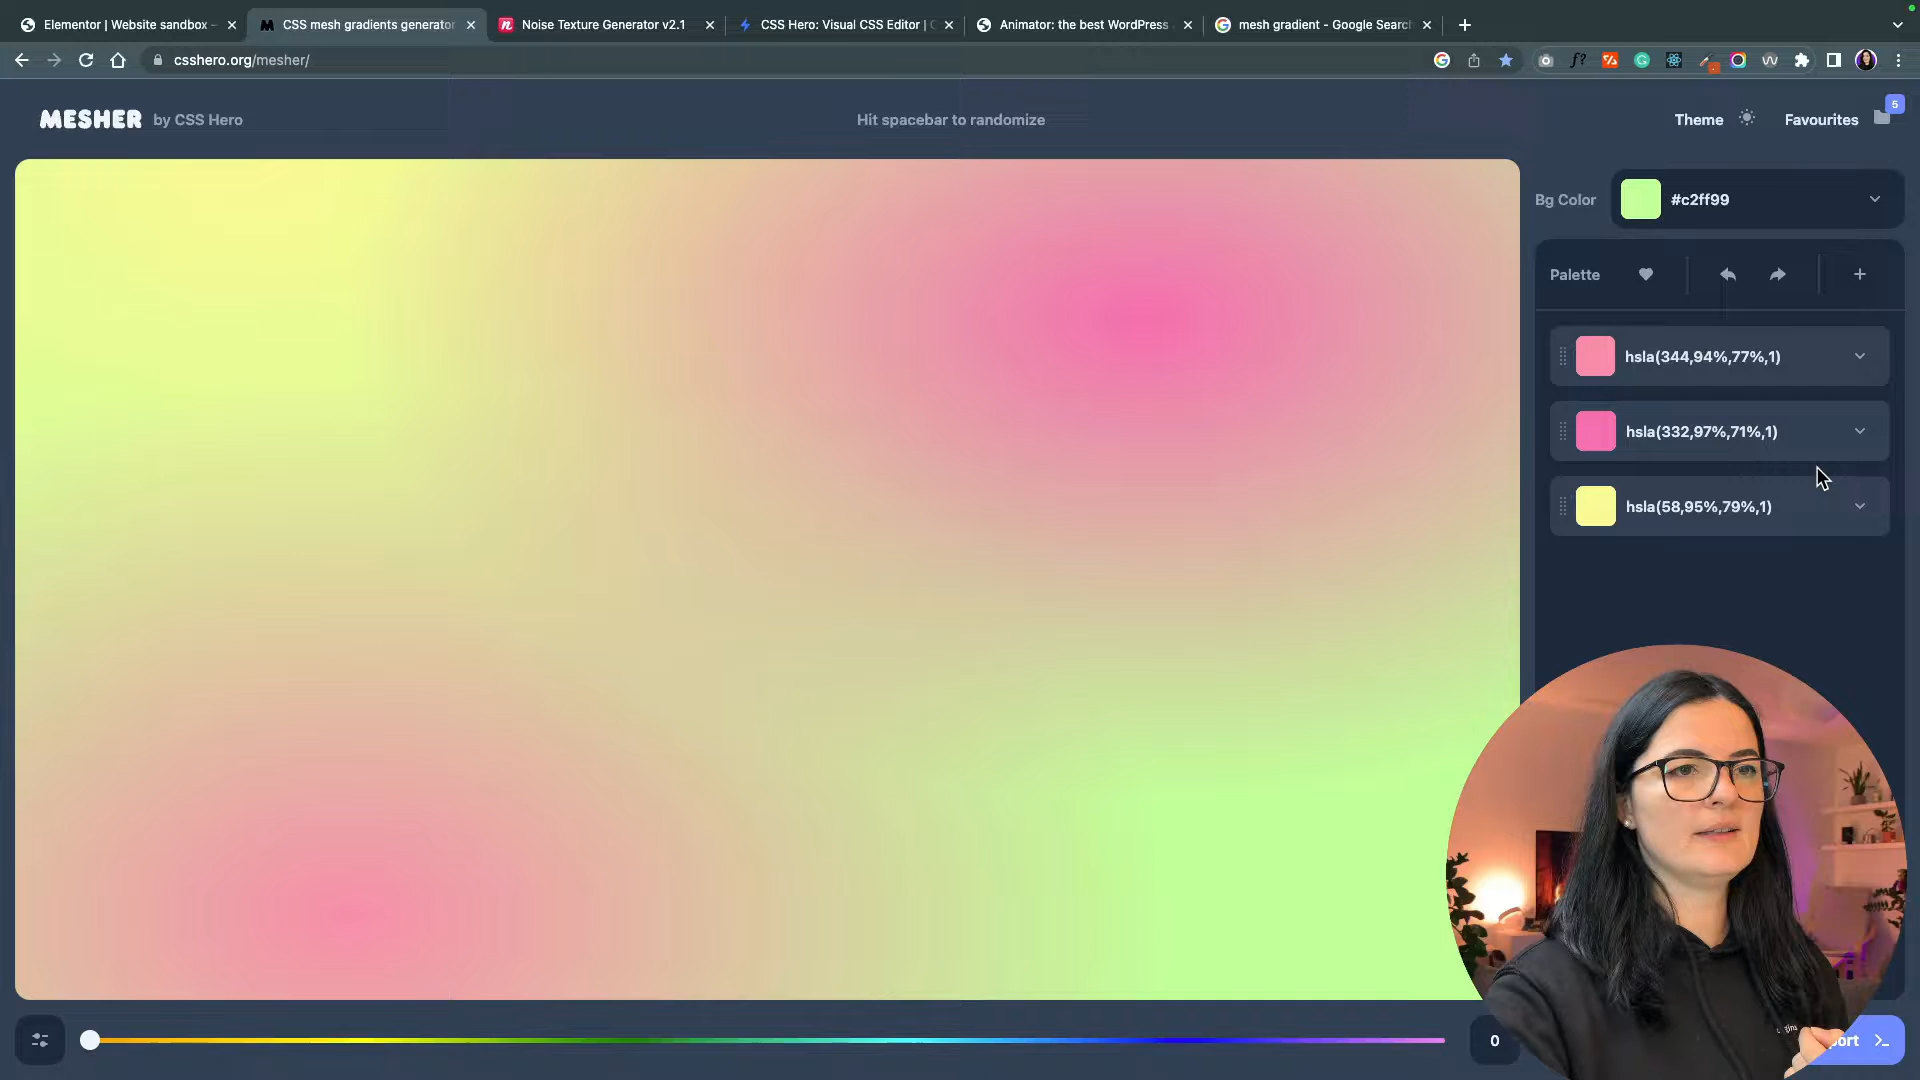 Elementor | Website sandbox –
CSS mesh gradients generator
Noise Texture Generator v2.1
CSS Hero: Visual CSS Editor |
Animator: the best WordPress
mesh gradient - Google Search
csshero.org/mesher/
MESHER by CSS Hero
Hit spacebar to randomize
Theme
Favourites
5
Bg Color
#c2ff99
Palette
hsla(344,94%,77%,1)
hsla(332,97%,71%,1)
hsla(58,95%,79%,1)
0
port